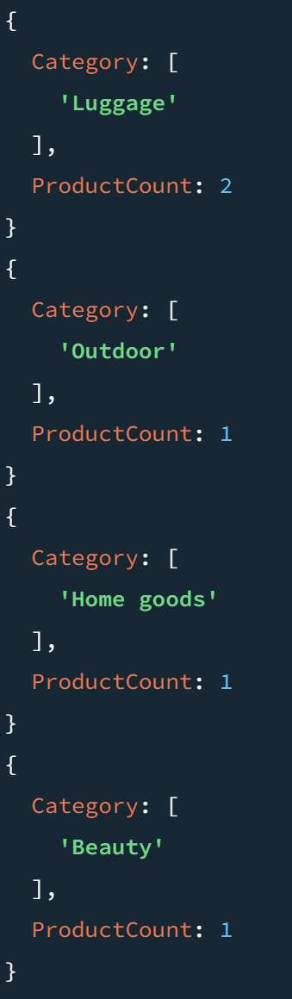 {
  Category: [
    'Luggage'
  ],
  ProductCount: 2
}
{
  Category: [
    'Outdoor'
  ],
  ProductCount: 1
}
{
  Category: [
    'Home goods'
  ],
  ProductCount: 1
}
{
  Category: [
    'Beauty'
  ],
  ProductCount: 1
}